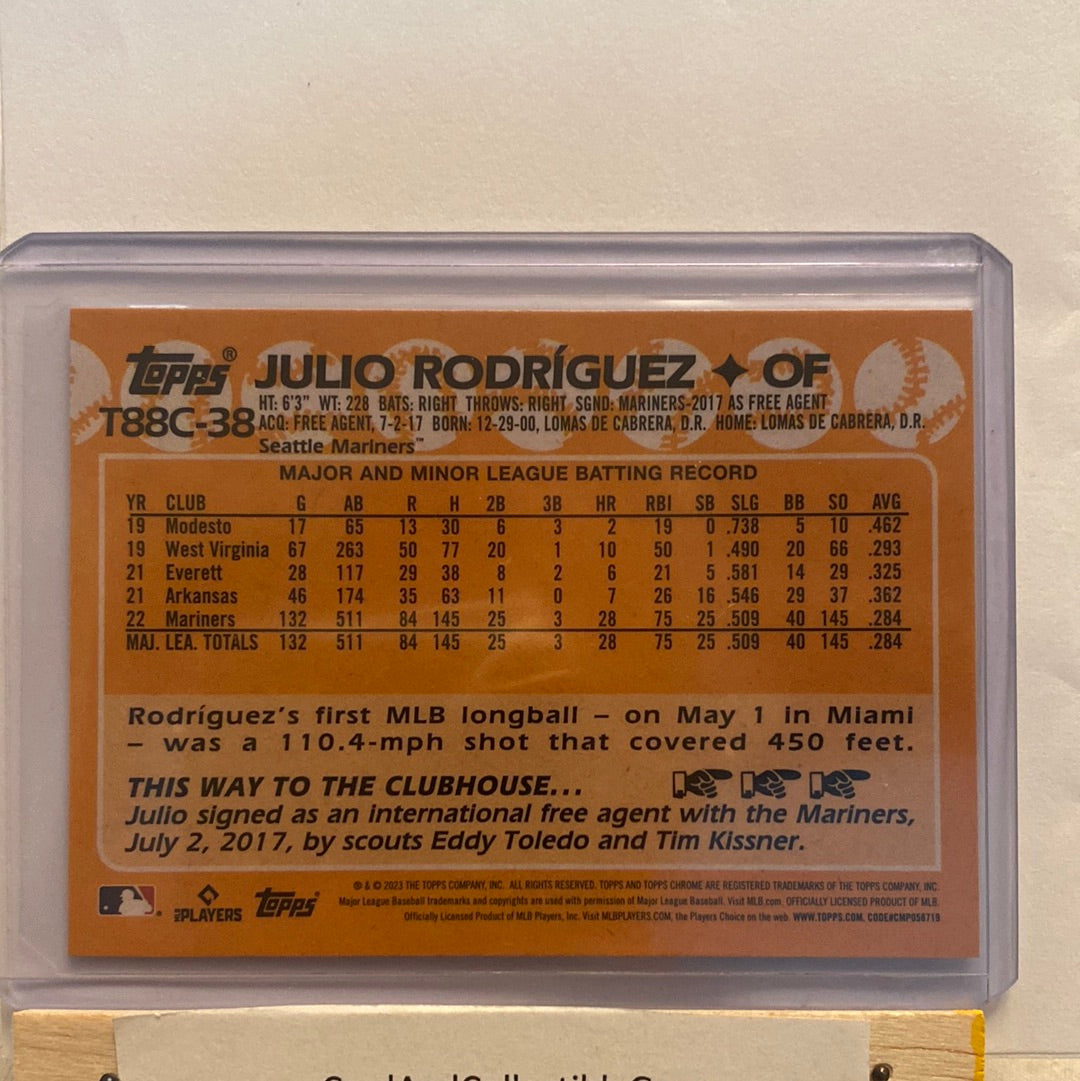 Topps® JULIO RODRÍGUEZ ✦ OF
T88C-38 HT: 6'3" WT: 228 BATS: RIGHT THROWS: RIGHT SGND: MARINERS-2017 AS FREE AGENT
ACQ: FREE AGENT, 7-2-17 BORN: 12-29-00, LOMAS DE CABRERA, D.R. HOME: LOMAS DE CABRERA, D.R.
Seattle Mariners™
MAJOR AND MINOR LEAGUE BATTING RECORD
YR CLUB G AB R H 2B 3B HR RBI SB SLG BB SO AVG
19 Modesto 17 65 13 30 6 3 2 19 0 .738 5 10 .462
19 West Virginia 67 263 50 77 20 1 10 50 1 .490 20 66 .293
21 Everett 28 117 29 38 8 2 6 21 5 .581 14 29 .325
21 Arkansas 46 174 35 63 11 0 7 26 16 .546 29 37 .362
22 Mariners 132 511 84 145 25 3 28 75 25 .509 40 145 .284
MAJ. LEA. TOTALS 132 511 84 145 25 3 28 75 25 .509 40 145 .284
Rodríguez's first MLB longball – on May 1 in Miami
– was a 110.4-mph shot that covered 450 feet.
THIS WAY TO THE CLUBHOUSE...
Julio signed as an international free agent with the Mariners,
July 2, 2017, by scouts Eddy Toledo and Tim Kissner.
® & © 2023 THE TOPPS COMPANY, INC. ALL RIGHTS RESERVED. TOPPS AND TOPPS CHROME ARE REGISTERED TRADEMARKS OF THE TOPPS COMPANY, INC.
Major League Baseball trademarks and copyrights are used with permission of Major League Baseball. Visit MLB.com. OFFICIALLY LICENSED PRODUCT OF MLB
Officially Licensed Product of MLB Players, Inc. Visit MLBPLAYERS.COM, the Players Choice on the web. WWW.TOPPS.COM. CODE#CMP056719
MLB PLAYERS Topps®